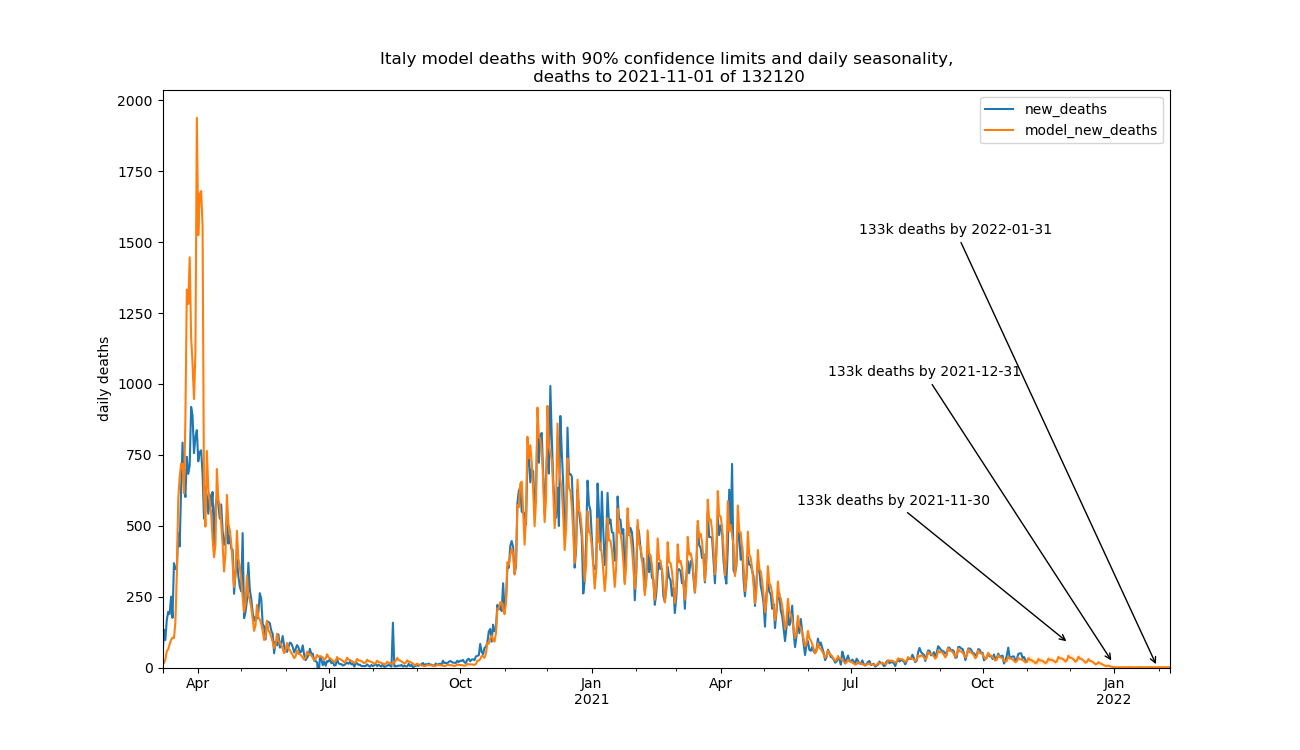 Italy model deaths with 90% confidence limits and daily seasonality,
deaths to 2021-11-01 of 132120
new_deaths
model_new_deaths
daily deaths
2000
1750
1500
1250
1000
750
500
250
0
133k deaths by 2022-01-31
133k deaths by 2021-12-31
133k deaths by 2021-11-30
Apr Jul Oct Jan Apr Jul Oct Jan
2021 2022